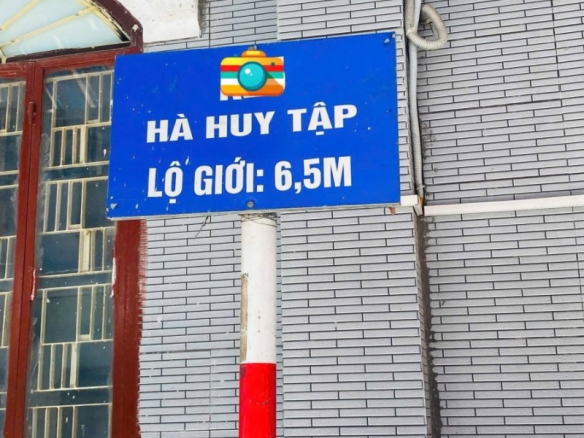 HÀ HUY TẬP
LỘ GIỚI: 6,5M